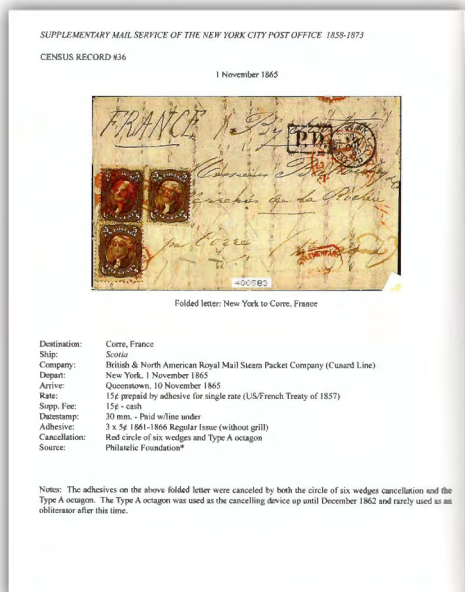 SUPPLEMENTARY MAIL SERVICE OF THE NEW YORK CITY POST OFFICE 1858-1873
CENSUS RECORD #36
1 November 1865
FRANCE
P.D.
de la
Corre
400583
Folded letter: New York to Corre, France
Destination: Corre, France
Ship: Scotia
Company: British & North American Royal Mail Steam Packet Company (Cunard Line)
Depart: New York, 1 November 1865
Arrive: Queenstown, 10 November 1865
Rate: 15¢ prepaid by adhesive for single rate (US/French Treaty of 1857)
Supp. Fee: 15¢ - cash
Datestamp: 30 mm. - Paid w/line under
Adhesive: 3 x 5¢ 1861-1866 Regular Issue (without grill)
Cancellation: Red circle of six wedges and Type A octagon
Source: Philatelic Foundation*
Notes: The adhesives on the above folded letter were canceled by both the circle of six wedges cancellation and the
Type A octagon. The Type A octagon was used as the cancelling device up until December 1862 and rarely used as an
obliterator after this time.